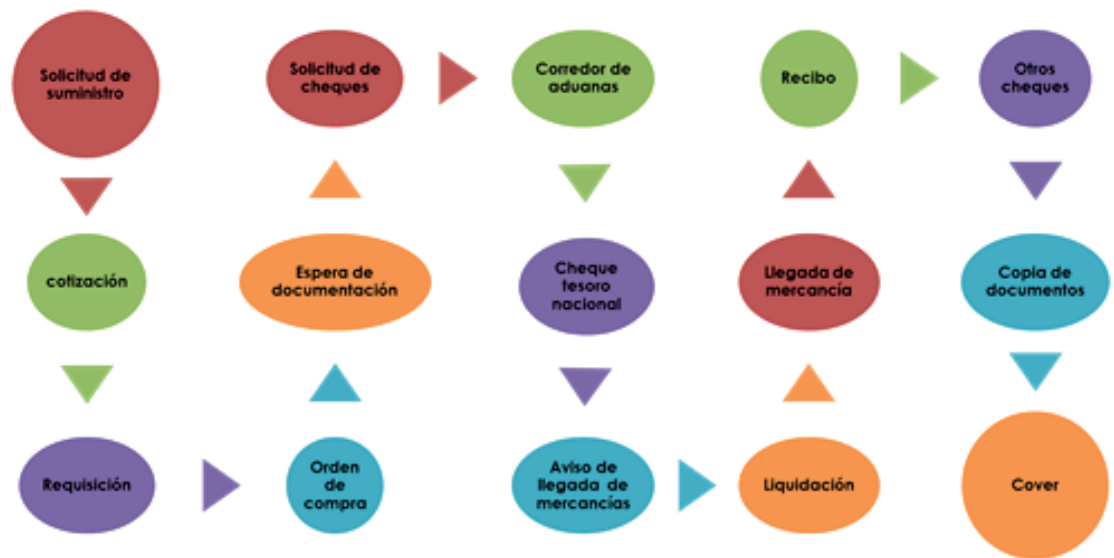 Solicitud de
suministro
cotización
Requisición
Orden
de
compra
Espera de
documentación
Solicitud de
cheques
Corredor de
aduanas
Cheque
tesoro
nacional
Aviso de
llegada de
mercancías
Liquidación
Llegada de
mercancía
Recibo
Otros
cheques
Copia de
documentos
Cover